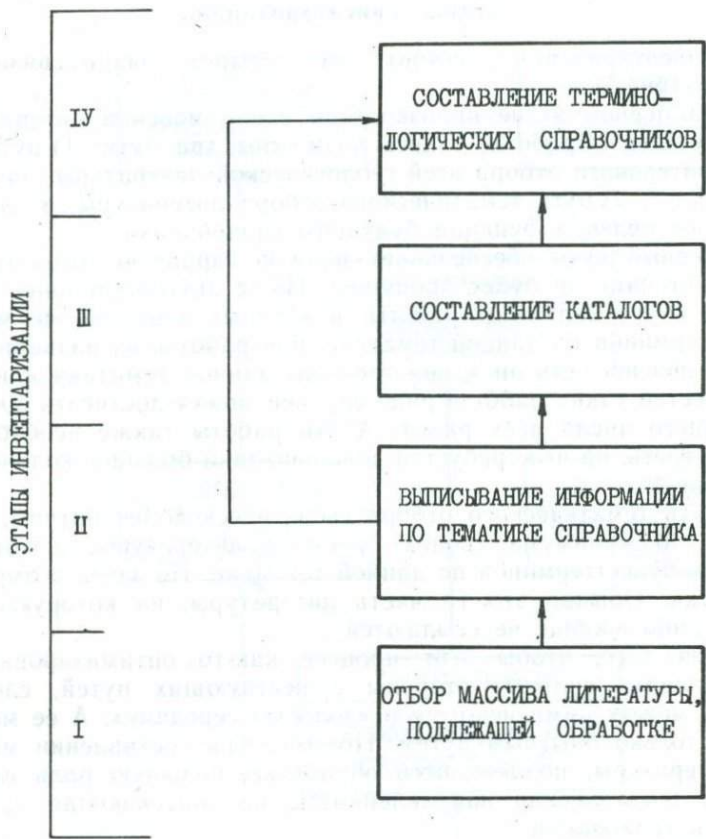 ЭТАПЫ ИНВЕНТАРИЗАЦИИ
IУ
СОСТАВЛЕНИЕ ТЕРМИНО-
ЛОГИЧЕСКИХ СПРАВОЧНИКОВ
III
СОСТАВЛЕНИЕ КАТАЛОГОВ
II
ВЫПИСЫВАНИЕ ИНФОРМАЦИИ
ПО ТЕМАТИКЕ СПРАВОЧНИКА
I
ОТБОР МАССИВА ЛИТЕРАТУРЫ,
ПОДЛЕЖАЩЕЙ ОБРАБОТКЕ